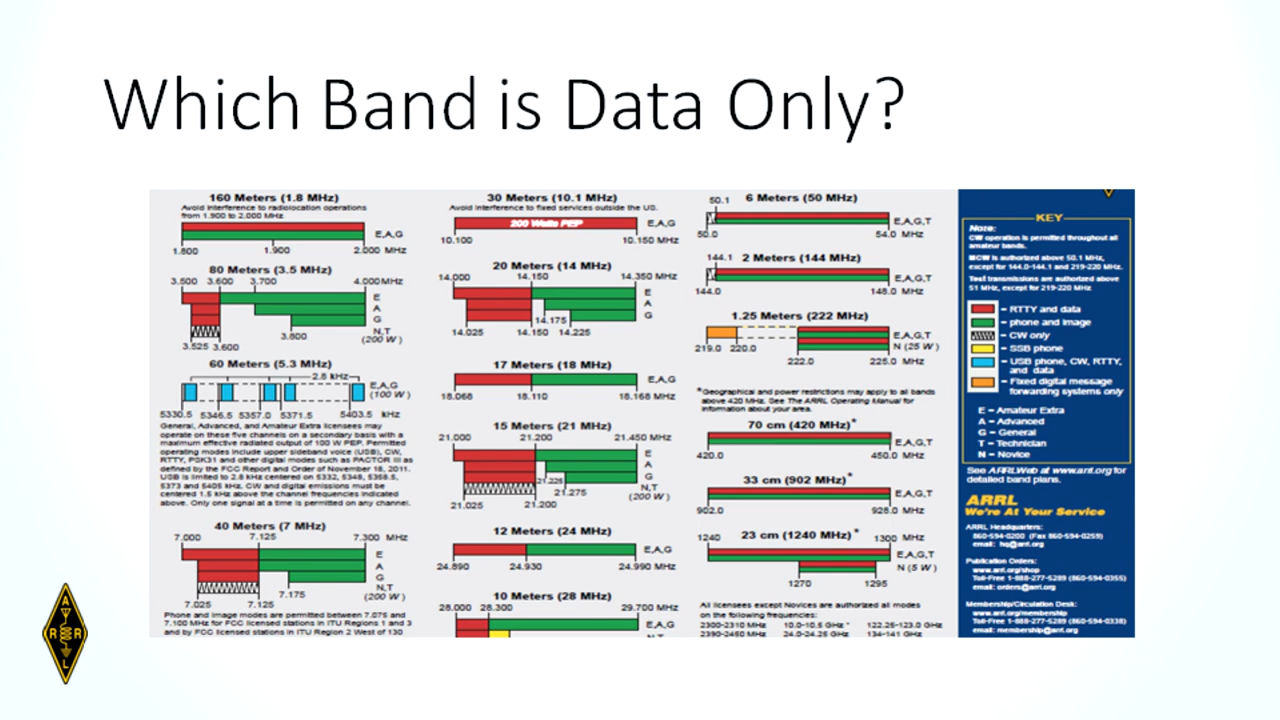 Which Band is Data Only?
160 Meters (1.8 MHz)
Avoid interference to radiolocation operations
from 1.900 to 2.000 MHz
E,A,G
1.800 1.900 2.000 MHz
80 Meters (3.5 MHz)
3.500 3.600 3.700 4.000 MHz
E
A
G
N,T
(200 W)
3.800
3.525 3.600
60 Meters (5.3 MHz)
2.8 kHz
E,A,G
(100 W)
5330.5 5346.5 5357.0 5371.5 5403.5 kHz
General, Advanced, and Amateur Extra licensees may
operate on these five channels on a secondary basis with a
maximum effective radiated output of 100 W PEP. Permitted
operating modes include upper sideband voice (USB), CW,
RTTY, PSK31 and other digital modes such as PACTOR III as
defined by the FCC Report and Order of November 18, 2011.
USB is limited to 2.8 kHz centered on 5332, 5348, 5358.5,
5373 and 5405 kHz. CW and digital emissions must be
centered 1.5 kHz above the channel frequencies indicated
above. Only one signal at a time is permitted on any channel.
40 Meters (7 MHz)
7.000 7.125 7.300 MHz
E
A
G
N,T
(200 W)
7.175
7.025 7.125
Phone and Image modes are permitted between 7.075 and
7.100 MHz for FCC licensed stations in ITU Regions 1 and 3
and by FCC licensed stations in ITU Region 2 West of 130
30 Meters (10.1 MHz)
Avoid interference to fixed services outside the US.
200 Watts PEP
E,A,G
10.100 10.150 MHz
20 Meters (14 MHz)
14.000 14.150 14.350 MHz
E
A
G
14.175
14.025 14.150 14.225
17 Meters (18 MHz)
E,A,G
18.068 18.110 18.168 MHz
15 Meters (21 MHz)
21.000 21.200 21.450 MHz
E
A
G
N,T
(200 W)
21.225
21.275
21.025 21.200
12 Meters (24 MHz)
E,A,G
24.890 24.930 24.990 MHz
10 Meters (28 MHz)
28.000 28.300 29.700 MHz
E,A,G
6 Meters (50 MHz)
50.1
E,A,G,T
50.0 54.0 MHz
2 Meters (144 MHz)
144.1
E,A,G,T
144.0 148.0 MHz
1.25 Meters (222 MHz)
E,A,G,T
N (25 W)
219.0 220.0 222.0 225.0 MHz
*Geographical and power restrictions may apply to all bands
above 420 MHz. See The ARRL Operating Manual for
information about your area.
70 cm (420 MHz)*
E,A,G,T
420.0 450.0 MHz
33 cm (902 MHz)*
E,A,G,T
902.0 928.0 MHz
23 cm (1240 MHz)*
1240 1300 MHz
E,A,G,T
N (5 W)
1270 1295
All licensees except Novices are authorized all modes
on the following frequencies:
2300-2310 MHz 10.0-10.5 GHz * 122.25-123.0 GHz
2390-2450 MHz 24.0-24.25 GHz 134-141 GHz
KEY
Note:
CW operation is permitted throughout all
amateur bands.
MCW is authorized above 50.1 MHz,
except for 144.0-144.1 and 219-220 MHz.
Test transmissions are authorized above
51 MHz, except for 219-220 MHz
= RTTY and data
= phone and image
= CW only
= SSB phone
= USB phone, CW, RTTY,
and data
= Fixed digital message
forwarding systems only
E = Amateur Extra
A = Advanced
G = General
T = Technician
N = Novice
See ARRLWeb at www.arrl.org for
detailed band plans.
ARRL
We're At Your Service
ARRL Headquarters:
860-594-0200 (Fax 860-594-0259)
email: hq@arrl.org
Publication Orders:
www.arrl.org/shop
Toll-Free 1-888-277-5289 (860-594-0355)
email: orders@arrl.org
Membership/Circulation Desk:
www.arrl.org/membership
Toll-Free 1-888-277-5289 (860-594-0338)
email: membership@arrl.org
A
R R
L